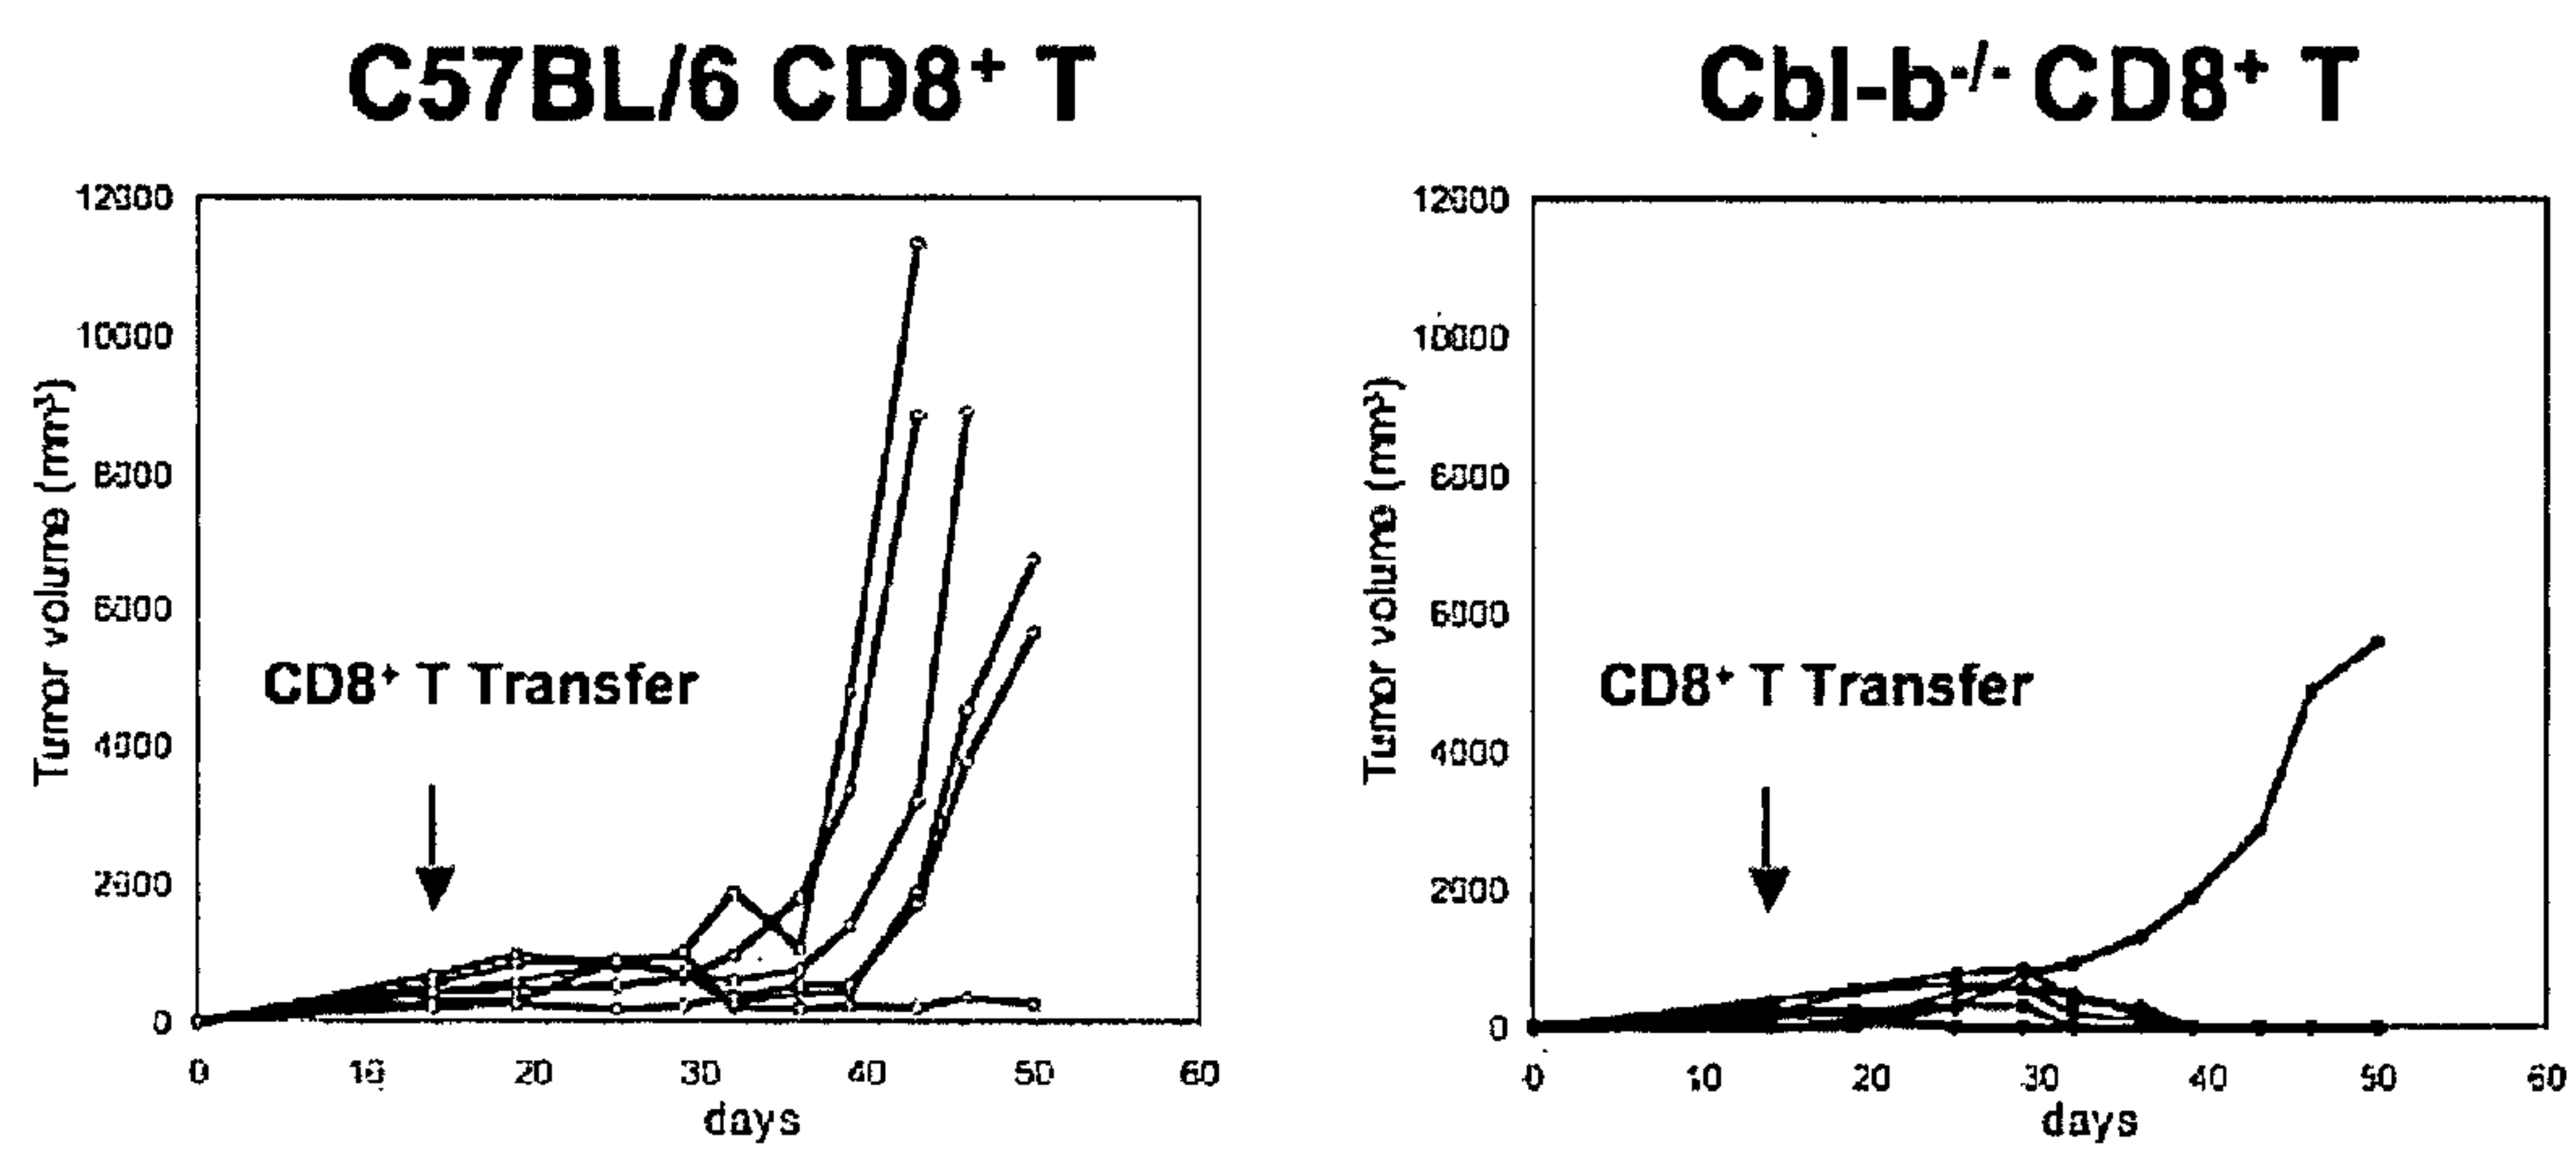 C57BL/6 CD8⁺ T
Cbl-b⁻/⁻ CD8⁺ T
Tumor volume (mm³)
12000
10000
8000
6000
4000
2000
0
CD8⁺ T Transfer
0 10 20 30 40 50 60
days
Tumor volume (mm³)
12000
10000
8000
6000
4000
2000
0
CD8⁺ T Transfer
0 10 20 30 40 50 60
days